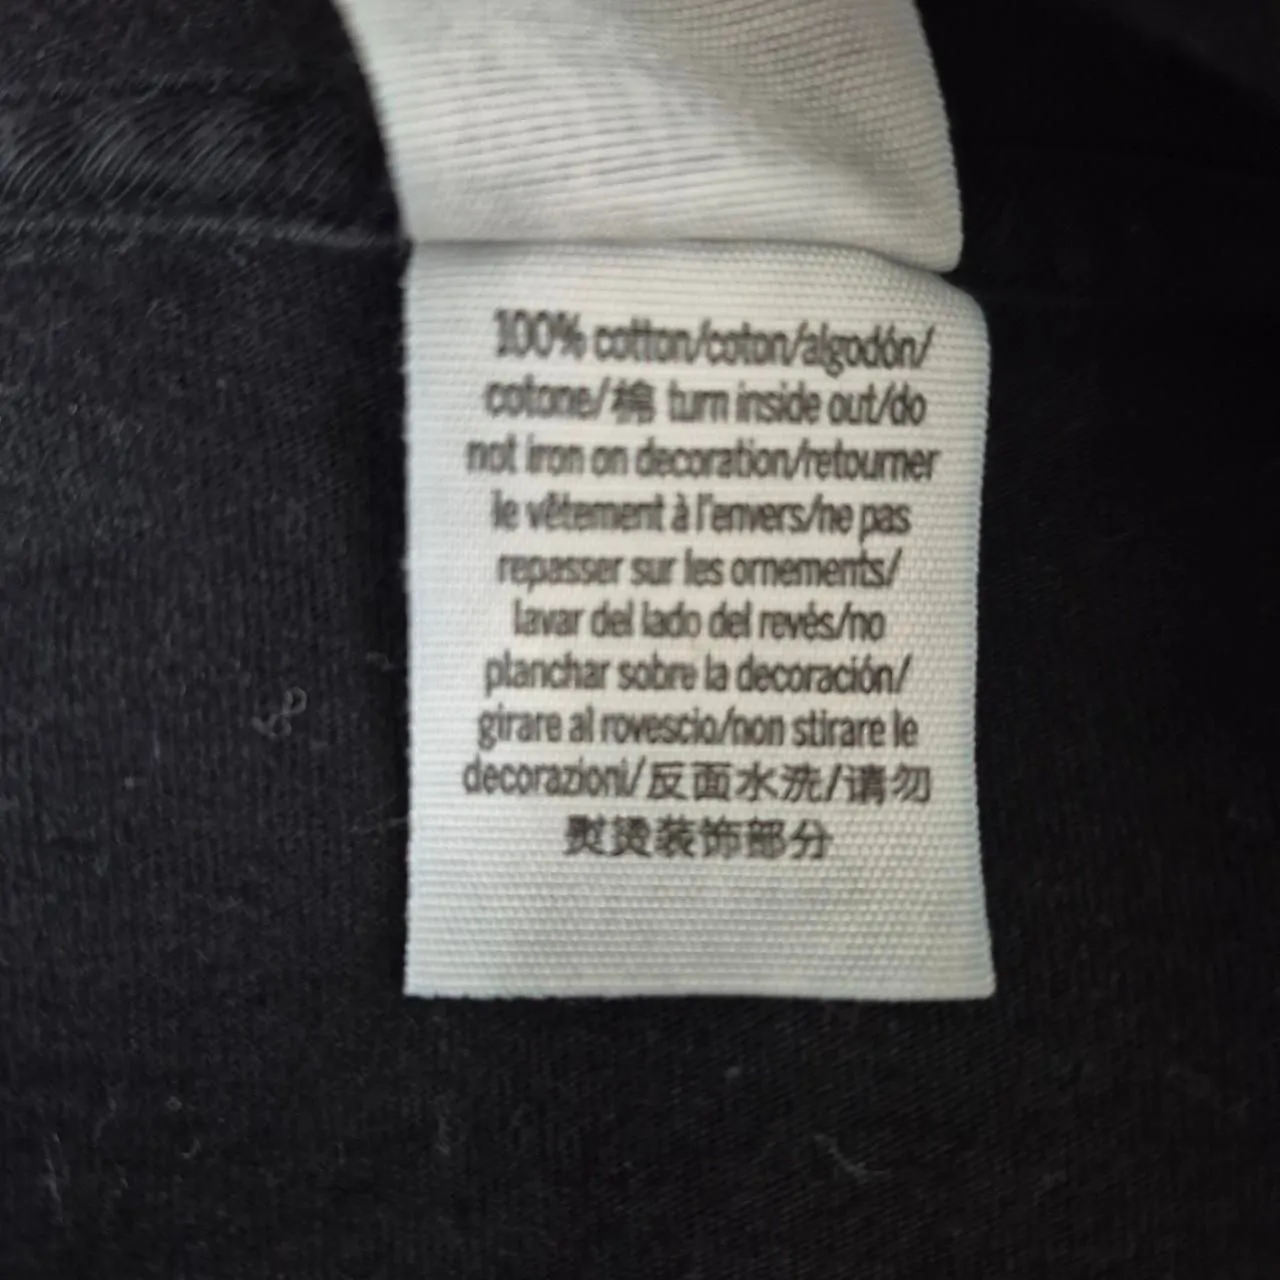 100% cotton/coton/algodón/
cotone/棉 turn inside out/do
not iron on decoration/retourner
le vêtement à l'envers/ne pas
repasser sur les ornements/
lavar del lado del revés/no
planchar sobre la decoración/
girare al rovescio/non stirare le
decorazioni/反面水洗/请勿
熨烫装饰部分